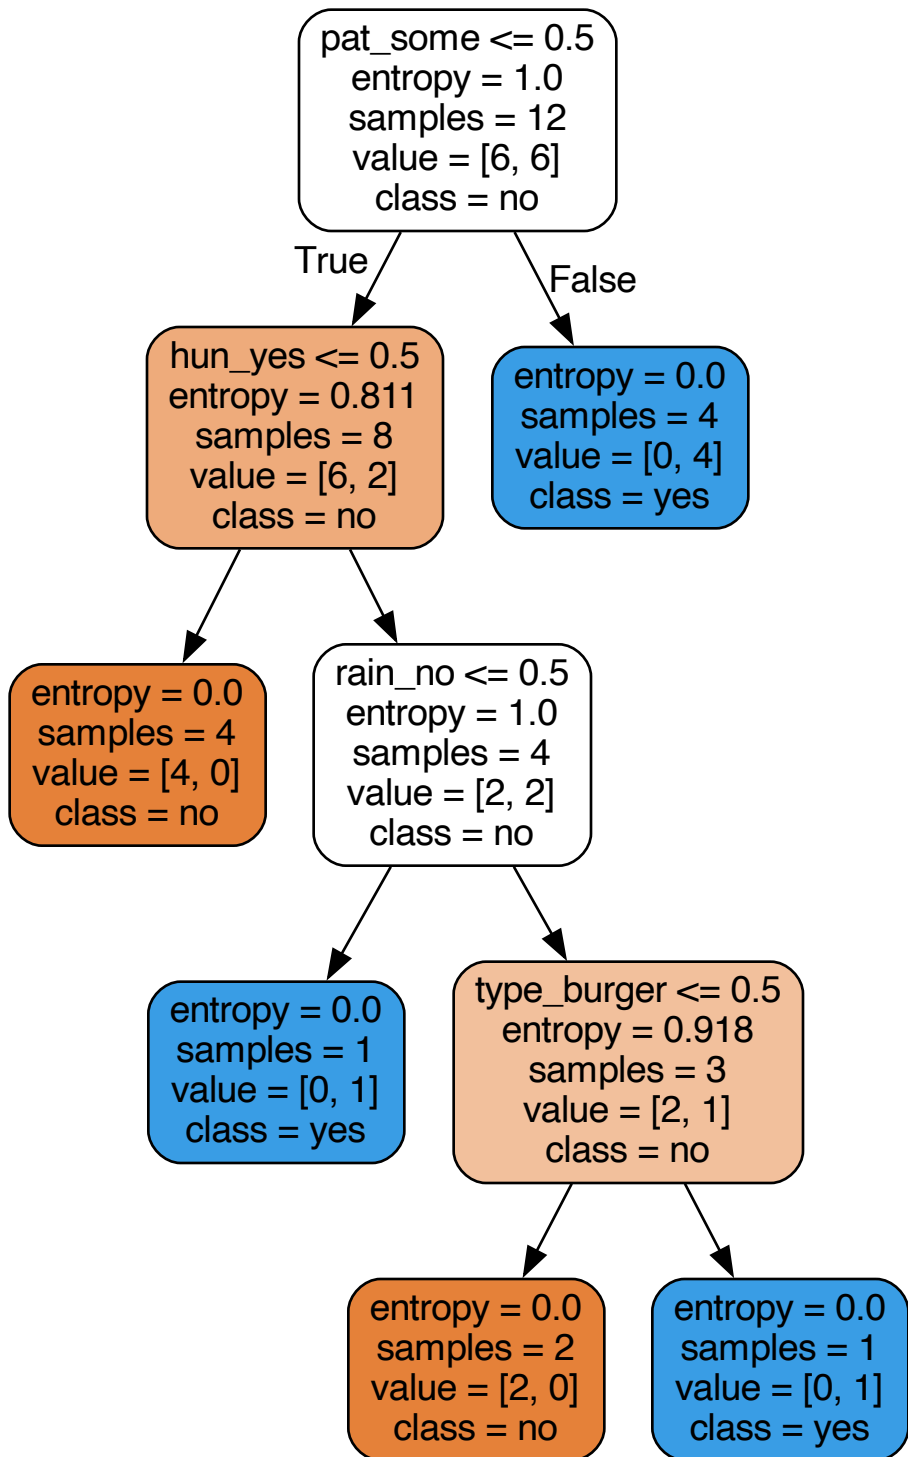 pat_some <= 0.5
entropy = 1.0
samples = 12
value = [6, 6]
class = no
True
False
hun_yes <= 0.5
entropy = 0.811
samples = 8
value = [6, 2]
class = no
entropy = 0.0
samples = 4
value = [0, 4]
class = yes
entropy = 0.0
samples = 4
value = [4, 0]
class = no
rain_no <= 0.5
entropy = 1.0
samples = 4
value = [2, 2]
class = no
entropy = 0.0
samples = 1
value = [0, 1]
class = yes
type_burger <= 0.5
entropy = 0.918
samples = 3
value = [2, 1]
class = no
entropy = 0.0
samples = 2
value = [2, 0]
class = no
entropy = 0.0
samples = 1
value = [0, 1]
class = yes